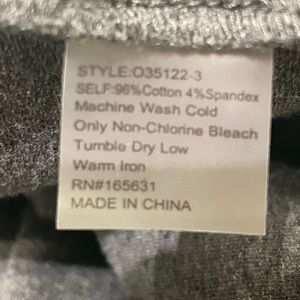 STYLE:O35122-3
SELF:96%Cotton 4%Spandex
Machine Wash Cold
Only Non-Chlorine Bleach
Tumble Dry Low
Warm Iron
RN#165631
MADE IN CHINA